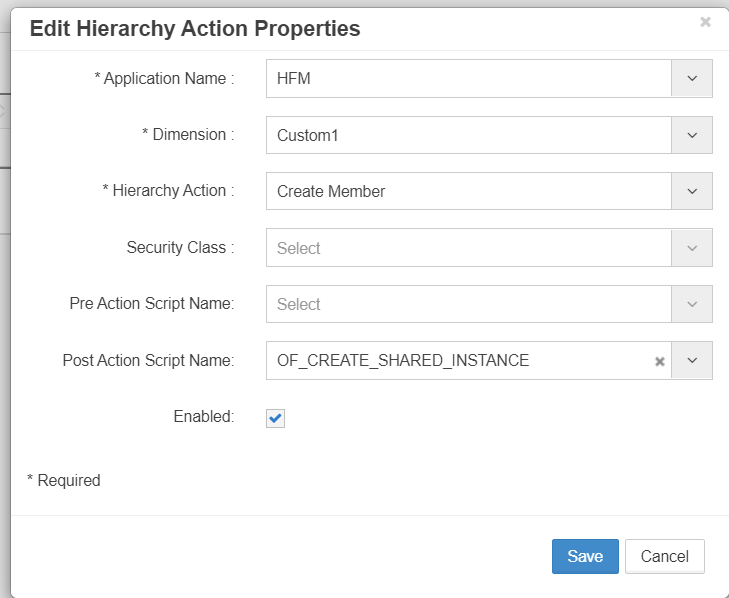 Edit Hierarchy Action Properties
* Application Name : HFM
* Dimension : Custom1
* Hierarchy Action : Create Member
Security Class : Select
Pre Action Script Name: Select
Post Action Script Name: OF_CREATE_SHARED_INSTANCE
Enabled:
* Required
Save Cancel